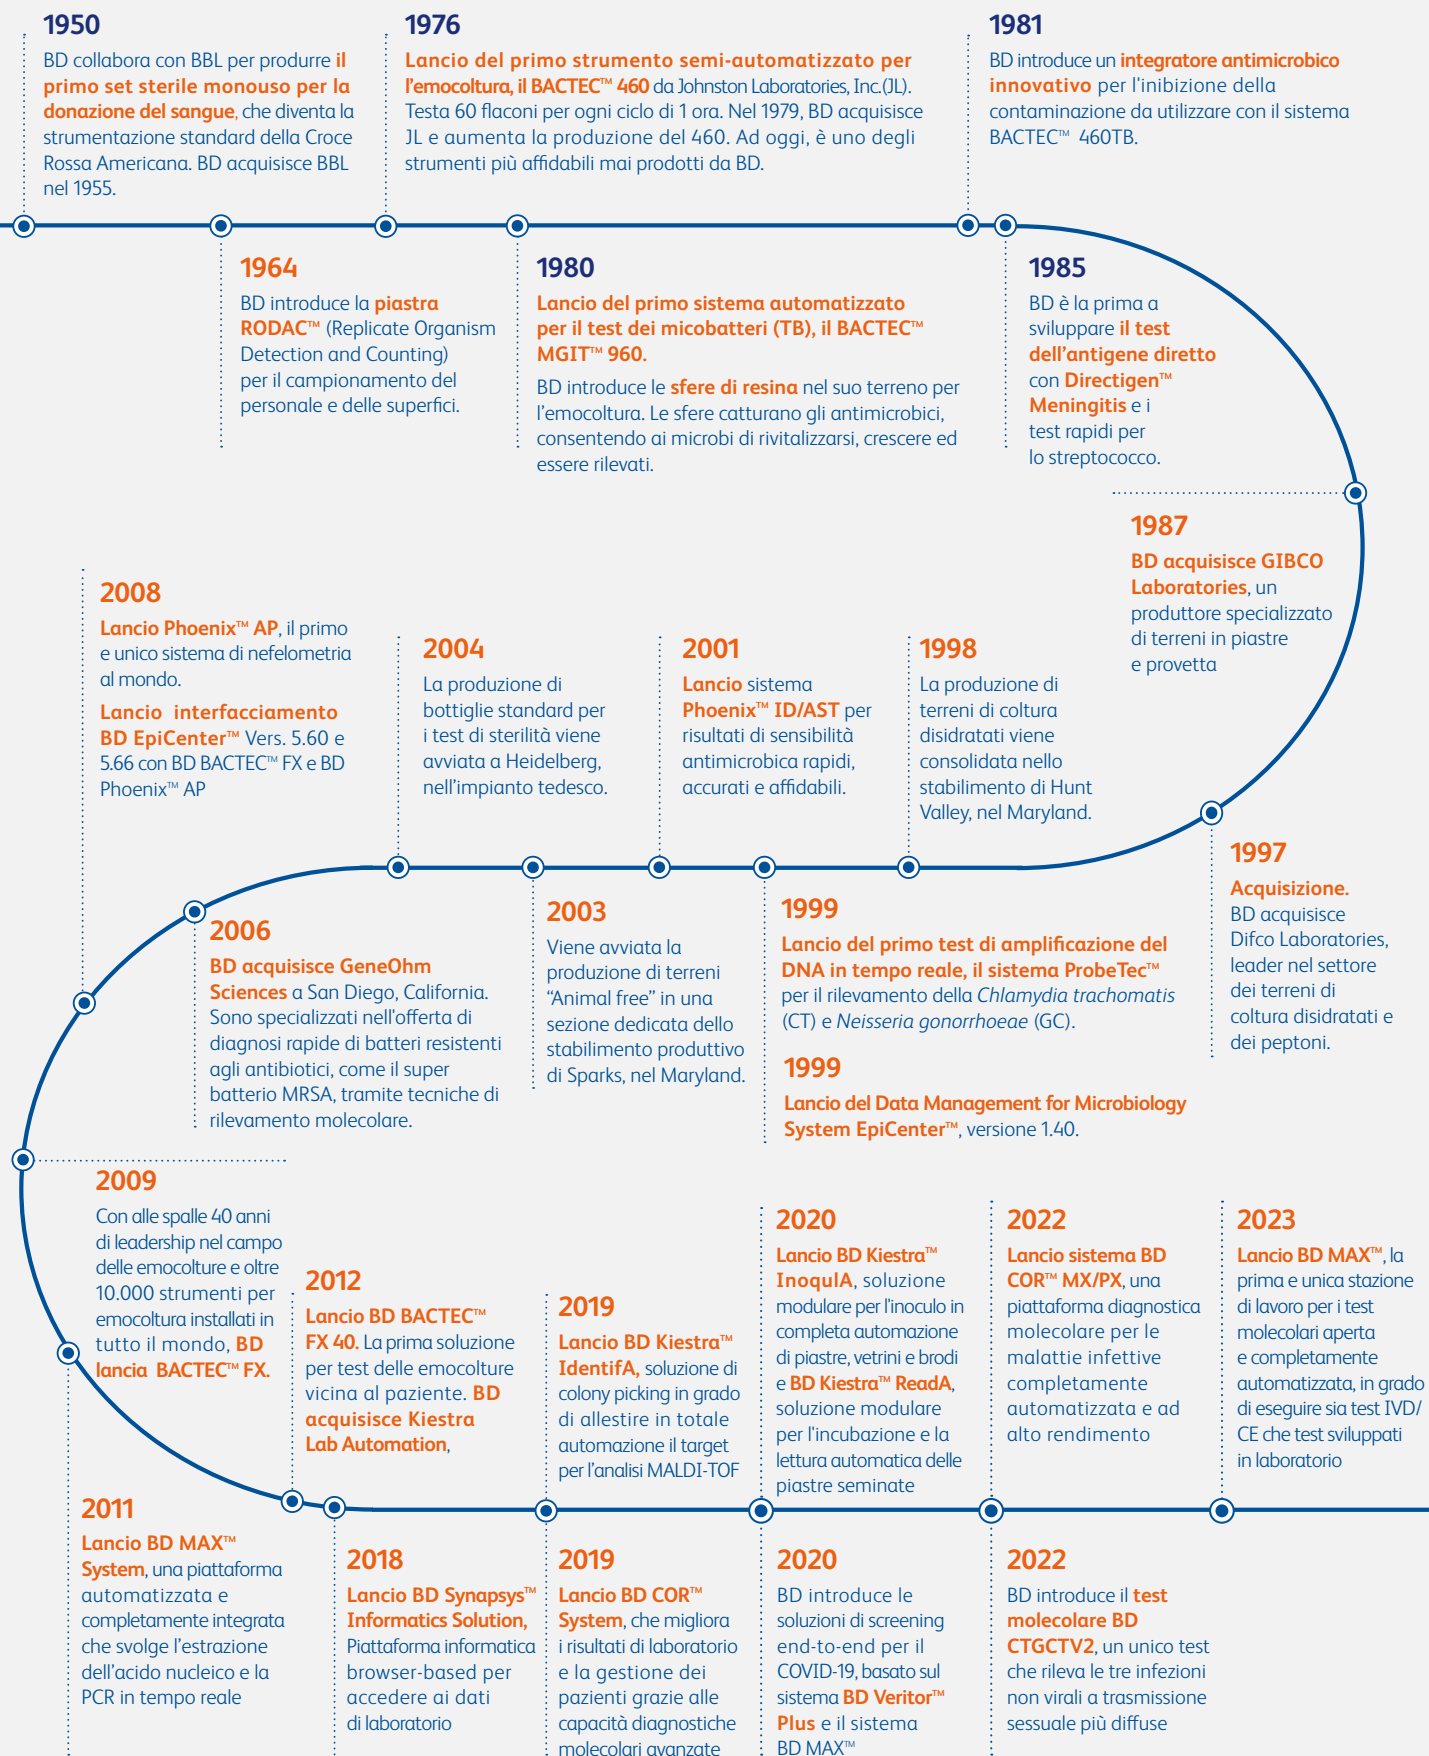 1950
BD collabora con BBL per produrre il
primo set sterile monouso per la
donazione del sangue, che diventa la
strumentazione standard della Croce
Rossa Americana. BD acquisisce BBL
nel 1955.
1976
Lancio del primo strumento semi-automatizzato per
l'emocoltura, il BACTEC™ 460 da Johnston Laboratories, Inc.(JL).
Testa 60 flaconi per ogni ciclo di 1 ora. Nel 1979, BD acquisisce
JL e aumenta la produzione del 460. Ad oggi, è uno degli
strumenti più affidabili mai prodotti da BD.
1981
BD introduce un integratore antimicrobico
innovativo per l'inibizione della
contaminazione da utilizzare con il sistema
BACTEC™ 460TB.
1964
BD introduce la piastra
RODAC™ (Replicate Organism
Detection and Counting)
per il campionamento del
personale e delle superfici.
1980
Lancio del primo sistema automatizzato
per il test dei micobatteri (TB), il BACTEC™
MGIT™ 960.
BD introduce le sfere di resina nel suo terreno per
l'emocoltura. Le sfere catturano gli antimicrobici,
consentendo ai microbi di rivitalizzarsi, crescere ed
essere rilevati.
1985
BD è la prima a
sviluppare il test
dell'antigene diretto
con Directigen™
Meningitis e i
test rapidi per
lo streptococco.
1987
BD acquisisce GIBCO
Laboratories, un
produttore specializzato
di terreni in piastre
e provetta
2008
Lancio Phoenix™ AP, il primo
e unico sistema di nefelometria
al mondo.
Lancio interfacciamento
BD EpiCenter™ Vers. 5.60 e
5.66 con BD BACTEC™ FX e BD
Phoenix™ AP
2004
La produzione di
bottiglie standard per
i test di sterilità viene
avviata a Heidelberg,
nell'impianto tedesco.
2001
Lancio sistema
Phoenix™ ID/AST per
risultati di sensibilità
antimicrobica rapidi,
accurati e affidabili.
1998
La produzione di
terreni di coltura
disidratati viene
consolidata nello
stabilimento di Hunt
Valley, nel Maryland.
1997
Acquisizione.
BD acquisisce
Difco Laboratories,
leader nel settore
dei terreni di
coltura disidratati e
dei peptoni.
2006
BD acquisisce GeneOhm
Sciences a San Diego, California.
Sono specializzati nell'offerta di
diagnosi rapide di batteri resistenti
agli antibiotici, come il super
batterio MRSA, tramite tecniche di
rilevamento molecolare.
2003
Viene avviata la
produzione di terreni
“Animal free” in una
sezione dedicata dello
stabilimento produttivo
di Sparks, nel Maryland.
1999
Lancio del primo test di amplificazione del
DNA in tempo reale, il sistema ProbeTec™
per il rilevamento della Chlamydia trachomatis
(CT) e Neisseria gonorrhoeae (GC).
1999
Lancio del Data Management for Microbiology
System EpiCenter™, versione 1.40.
2009
Con alle spalle 40 anni
di leadership nel campo
delle emocolture e oltre
10.000 strumenti per
emocoltura installati in
tutto il mondo, BD
lancia BACTEC™ FX.
2012
Lancio BD BACTEC™
FX 40. La prima soluzione
per test delle emocolture
vicina al paziente. BD
acquisisce Kiestra
Lab Automation,
2019
Lancio BD Kiestra™
IdentifA, soluzione di
colony picking in grado
di allestire in totale
automazione il target
per l'analisi MALDI-TOF
2020
Lancio BD Kiestra™
InoqulA, soluzione
modulare per l'inoculo in
completa automazione
di piastre, vetrini e brodi
e BD Kiestra™ ReadA,
soluzione modulare
per l'incubazione e la
lettura automatica delle
piastre seminate
2022
Lancio sistema BD
COR™ MX/PX, una
piattaforma diagnostica
molecolare per le
malattie infettive
completamente
automatizzata e ad
alto rendimento
2023
Lancio BD MAX™, la
prima e unica stazione
di lavoro per i test
molecolari aperta
e completamente
automatizzata, in grado
di eseguire sia test IVD/
CE che test sviluppati
in laboratorio
2011
Lancio BD MAX™
System, una piattaforma
automatizzata e
completamente integrata
che svolge l'estrazione
dell'acido nucleico e la
PCR in tempo reale
2018
Lancio BD Synapsys™
Informatics Solution,
Piattaforma informatica
browser-based per
accedere ai dati
di laboratorio
2019
Lancio BD COR™
System, che migliora
i risultati di laboratorio
e la gestione dei
pazienti grazie alle
capacità diagnostiche
molecolari avanzate
2020
BD introduce le
soluzioni di screening
end-to-end per il
COVID-19, basato sul
sistema BD Veritor™
Plus e il sistema
BD MAX™
2022
BD introduce il test
molecolare BD
CTGCTV2, un unico test
che rileva le tre infezioni
non virali a trasmissione
sessuale più diffuse